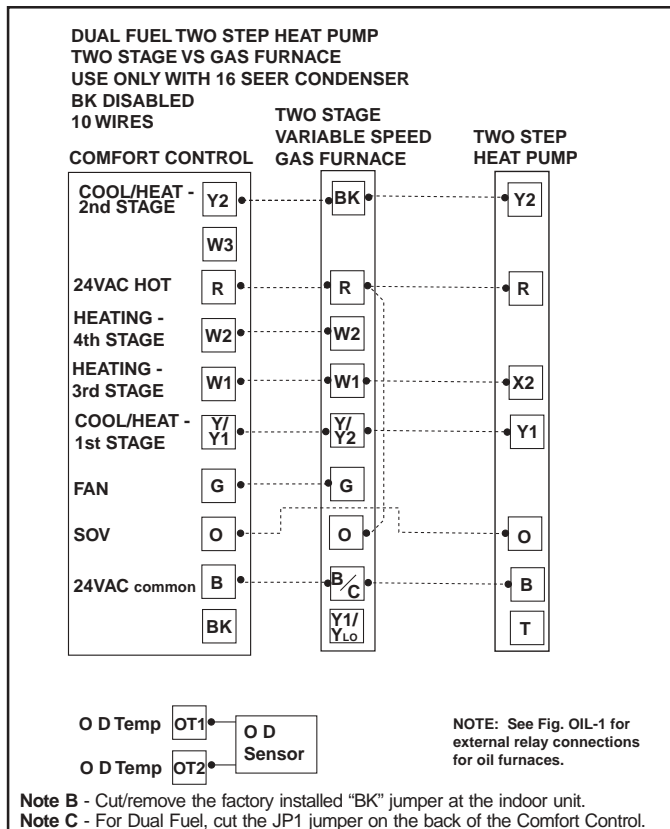 DUAL FUEL TWO STEP HEAT PUMP
TWO STAGE VS GAS FURNACE
USE ONLY WITH 16 SEER CONDENSER
BK DISABLED
10 WIRES
COMFORT CONTROL
TWO STAGE
VARIABLE SPEED
GAS FURNACE
TWO STEP
HEAT PUMP
COOL/HEAT -
2nd STAGE
Y2
BK
Y2
W3
24VAC HOT
R
R
R
HEATING -
4th STAGE
W2
W2
HEATING -
3rd STAGE
W1
W1
X2
COOL/HEAT -
1st STAGE
Y/
Y1
Y/
Y2
Y1
FAN
G
G
SOV
O
O
O
24VAC common
B
B/C
B
BK
Y1/
YLO
T
O D Temp
OT1
O D
Sensor
O D Temp
OT2
NOTE: See Fig. OIL-1 for
external relay connections
for oil furnaces.
Note B - Cut/remove the factory installed "BK" jumper at the indoor unit.
Note C - For Dual Fuel, cut the JP1 jumper on the back of the Comfort Control.